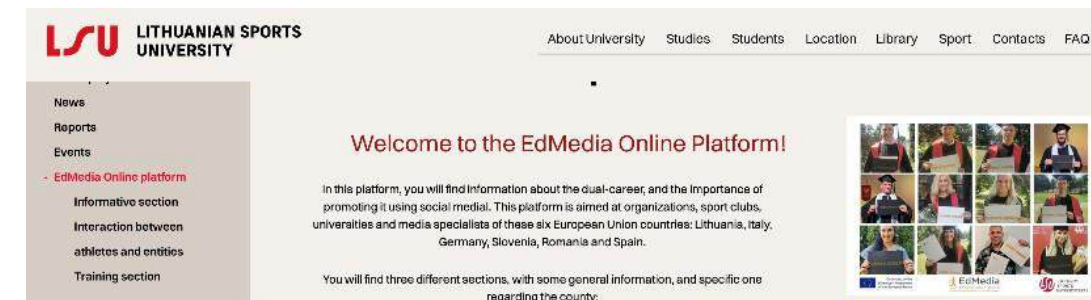 LSU LITHUANIAN SPORTS
UNIVERSITY
About University Studies Students Location Library Sport Contacts FAQ
News
Reports
Events
- EdMedia Online platform
Informative section
Interaction between
athletes and entities
Training section
Welcome to the EdMedia Online Platform!
In this platform, you will find information about the dual-career, and the importance of
promoting it using social medial. This platform is aimed at organizations, sport clubs,
universities and media specialists of these six European Union countries: Lithuania, Italy,
Germany, Slovenia, Romania and Spain.
You will find three different sections, with some general information, and specific one
regarding the county:
EdMedia